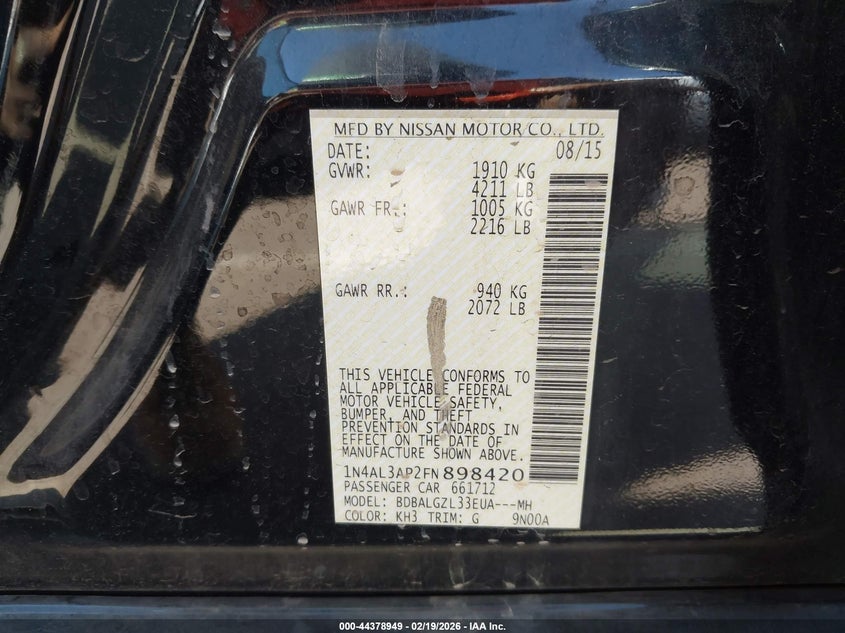 MFD BY NISSAN MOTOR CO., LTD.
DATE: 08/15
GVWR: 1910 KG
4211 LB
GAWR FR.: 1005 KG
2216 LB
GAWR RR.: 940 KG
2072 LB
THIS VEHICLE CONFORMS TO
ALL APPLICABLE FEDERAL
MOTOR VEHICLE SAFETY,
BUMPER, AND THEFT
PREVENTION STANDARDS IN
EFFECT ON THE DATE OF
MANUFACTURE SHOWN ABOVE.
1N4AL3AP2FN898420
PASSENGER CAR 661712
MODEL: BDBALGZL33EUA---MH
COLOR: KH3 TRIM: G 9N00A
000-44378949 - 02/19/2026 - IAA Inc.